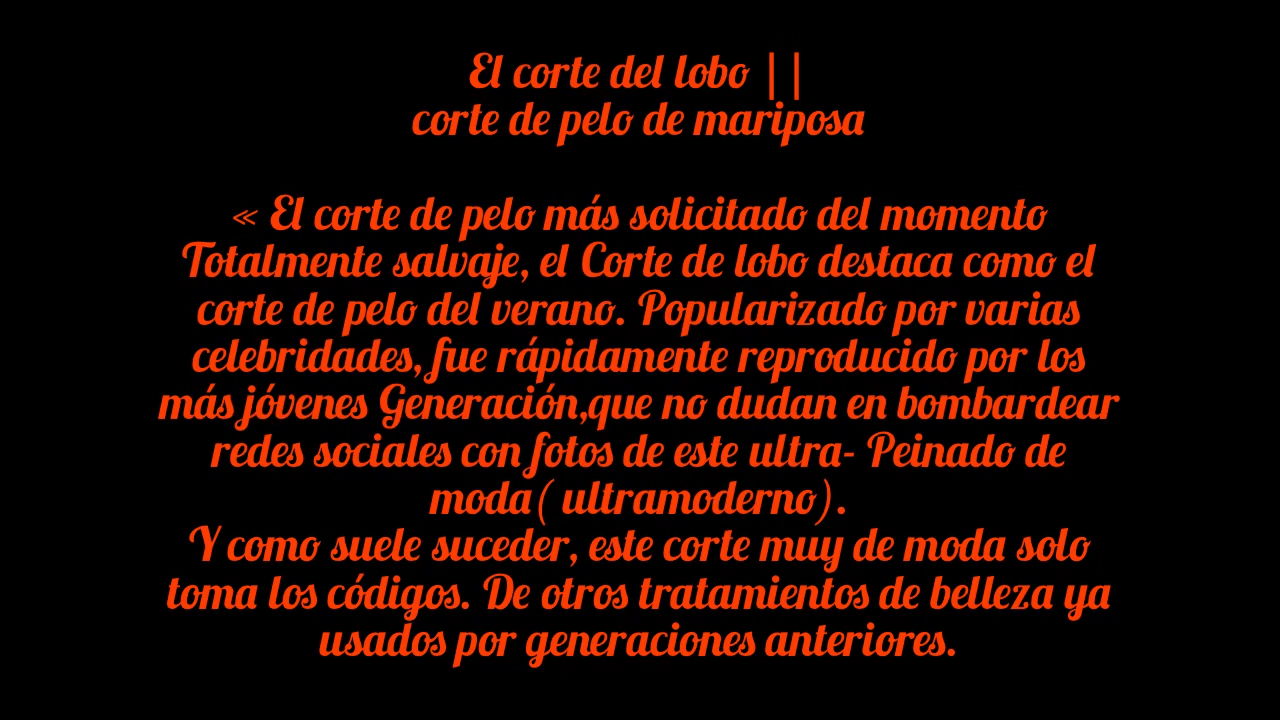 El corte del lobo ||
corte de pelo de mariposa
« El corte de pelo más solicitado del momento
Totalmente salvaje, el Corte de lobo destaca como el
corte de pelo del verano. Popularizado por varias
celebridades, fue rápidamente reproducido por los
más jóvenes Generación,que no dudan en bombardear
redes sociales con fotos de este ultra- Peinado de
moda( ultramoderno).
Y como suele suceder, este corte muy de moda solo
toma los códigos. De otros tratamientos de belleza ya
usados por generaciones anteriores.